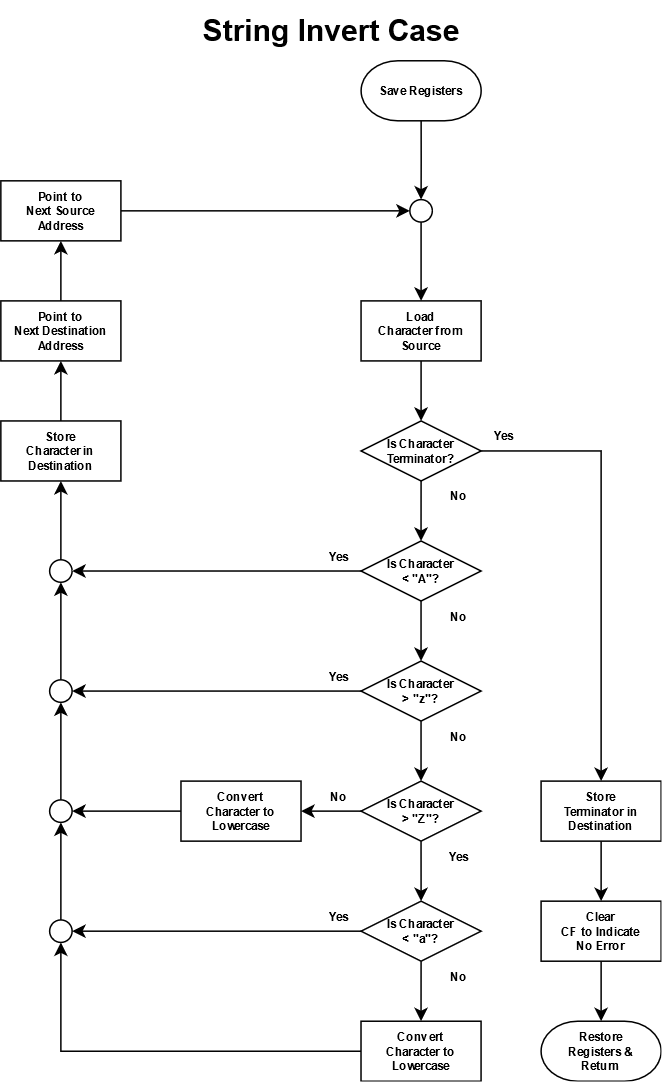 String Invert Case
Save Registers
Point to
Next Source
Address
Point to
Next Destination
Address
Load
Character from
Source
Store
Character in
Destination
Is Character
Terminator?
Yes
No
Is Character
< "A"?
Yes
No
Is Character
> "z"?
Yes
No
Convert
Character to
Lowercase
No
Is Character
> "Z"?
Yes
Store
Terminator in
Destination
Is Character
< "a"?
Yes
No
Clear
CF to Indicate
No Error
Convert
Character to
Lowercase
Restore
Registers &
Return